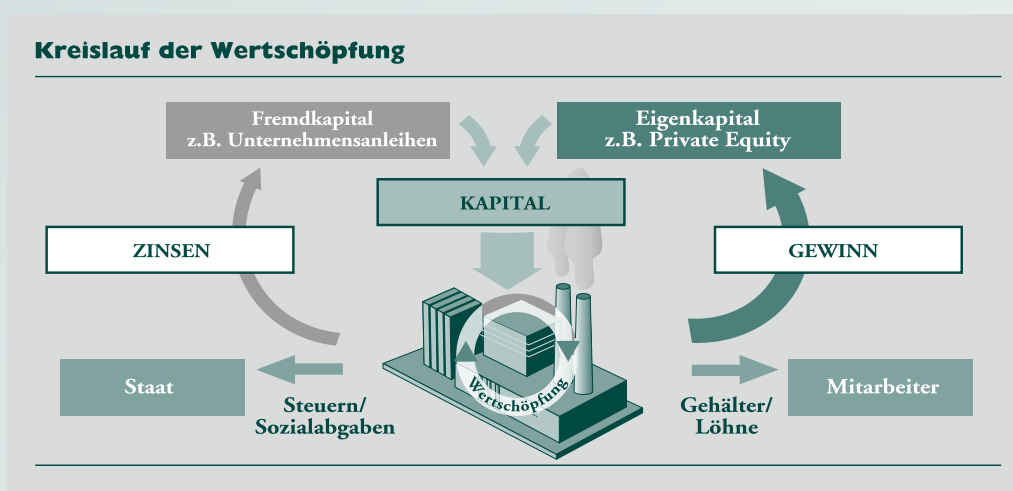 Kreislauf der Wertschöpfung
Fremdkapital
z.B. Unternehmensanleihen
Eigenkapital
z.B. Private Equity
KAPITAL
ZINSEN
GEWINN
Wertschöpfung
Staat
Steuern/
Sozialabgaben
Gehälter/
Löhne
Mitarbeiter